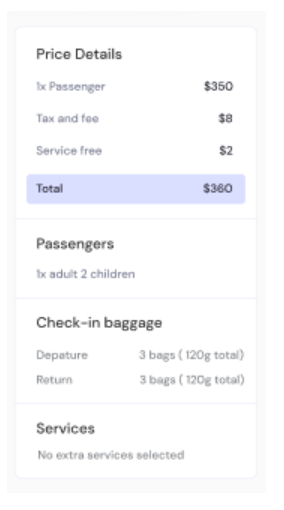 Price Details
1x Passenger $350
Tax and fee $8
Service free $2
Total $360
Passengers
1x adult 2 children
Check-in baggage
Depature 3 bags ( 120g total)
Return 3 bags ( 120g total)
Services
No extra services selected